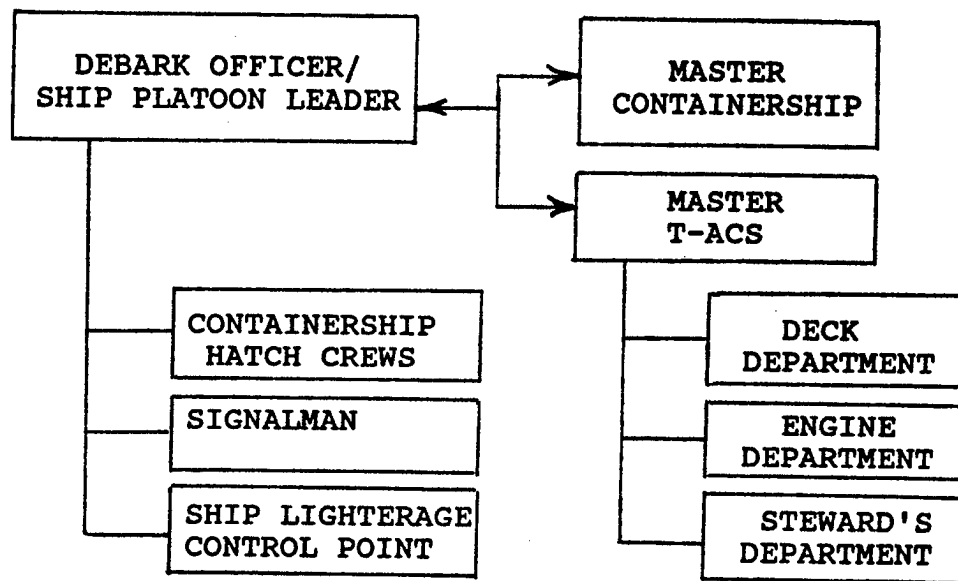 DEBARK OFFICER/
SHIP PLATOON LEADER
MASTER
CONTAINERSHIP
MASTER
T-ACS
CONTAINERSHIP
HATCH CREWS
SIGNALMAN
SHIP LIGHTERAGE
CONTROL POINT
DECK
DEPARTMENT
ENGINE
DEPARTMENT
STEWARD'S
DEPARTMENT